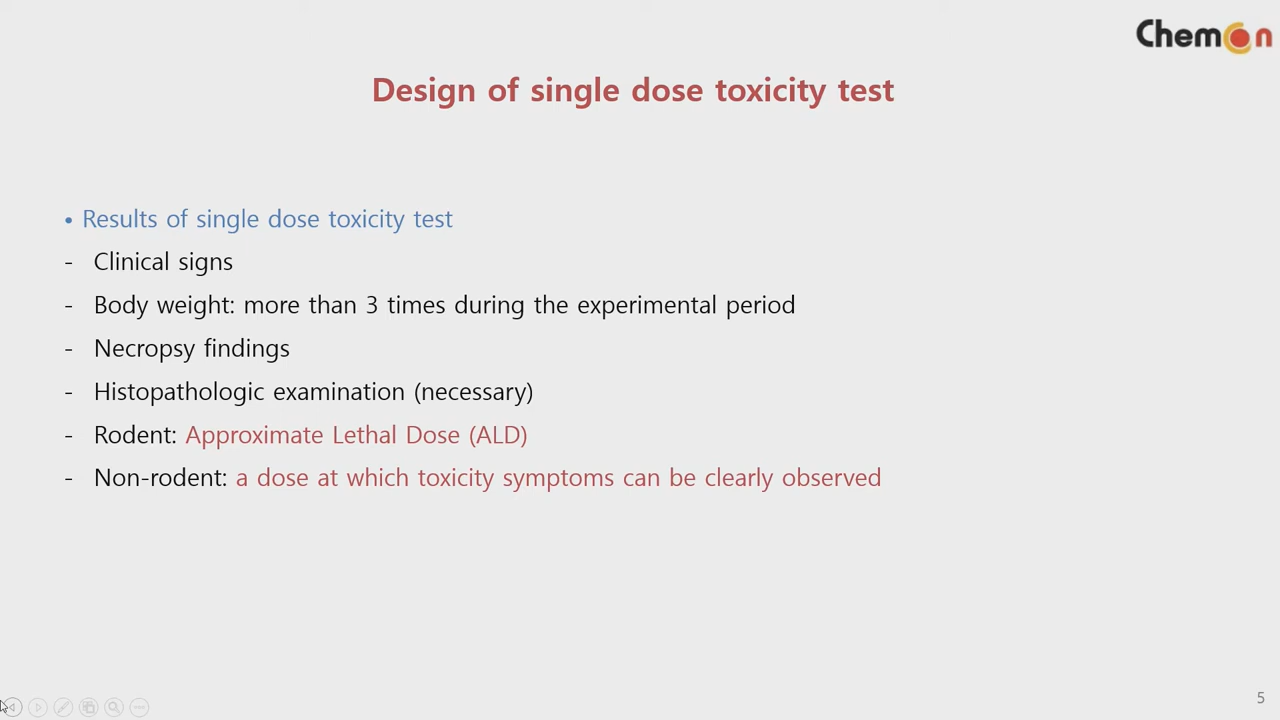 ChemOn
Design of single dose toxicity test
• Results of single dose toxicity test
- Clinical signs
- Body weight: more than 3 times during the experimental period
- Necropsy findings
- Histopathologic examination (necessary)
- Rodent: Approximate Lethal Dose (ALD)
- Non-rodent: a dose at which toxicity symptoms can be clearly observed
5